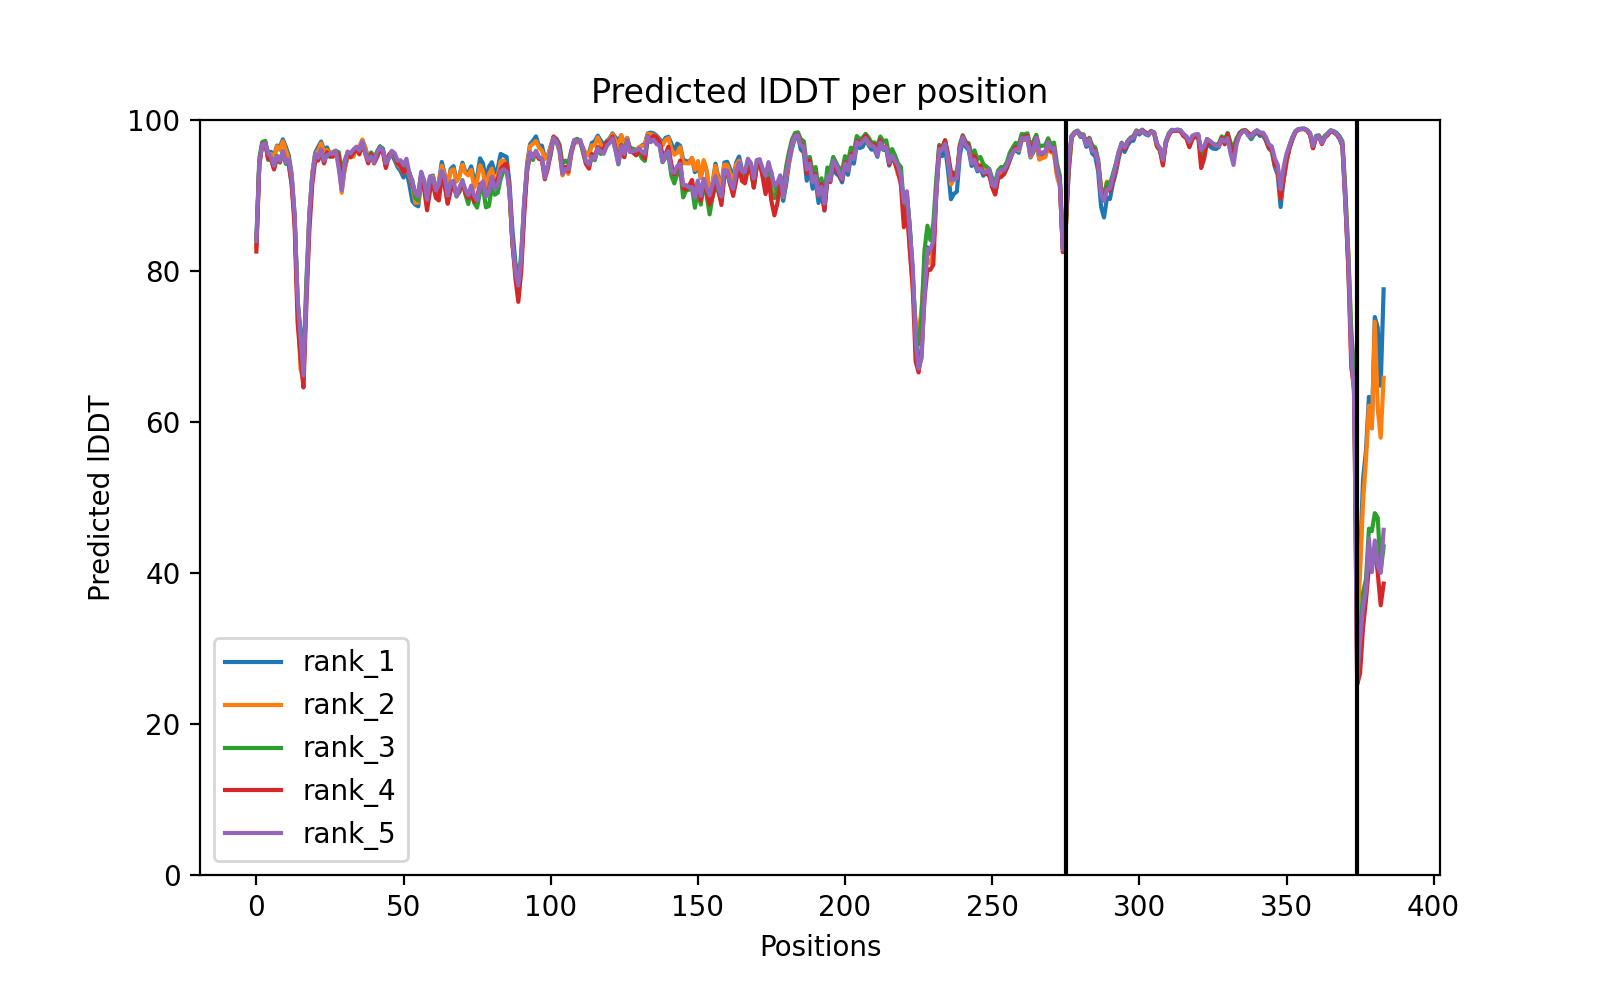 Predicted lDDT per position
100
80
60
40
20
0
Predicted lDDT
rank_1
rank_2
rank_3
rank_4
rank_5
0 50 100 150 200 250 300 350 400
Positions